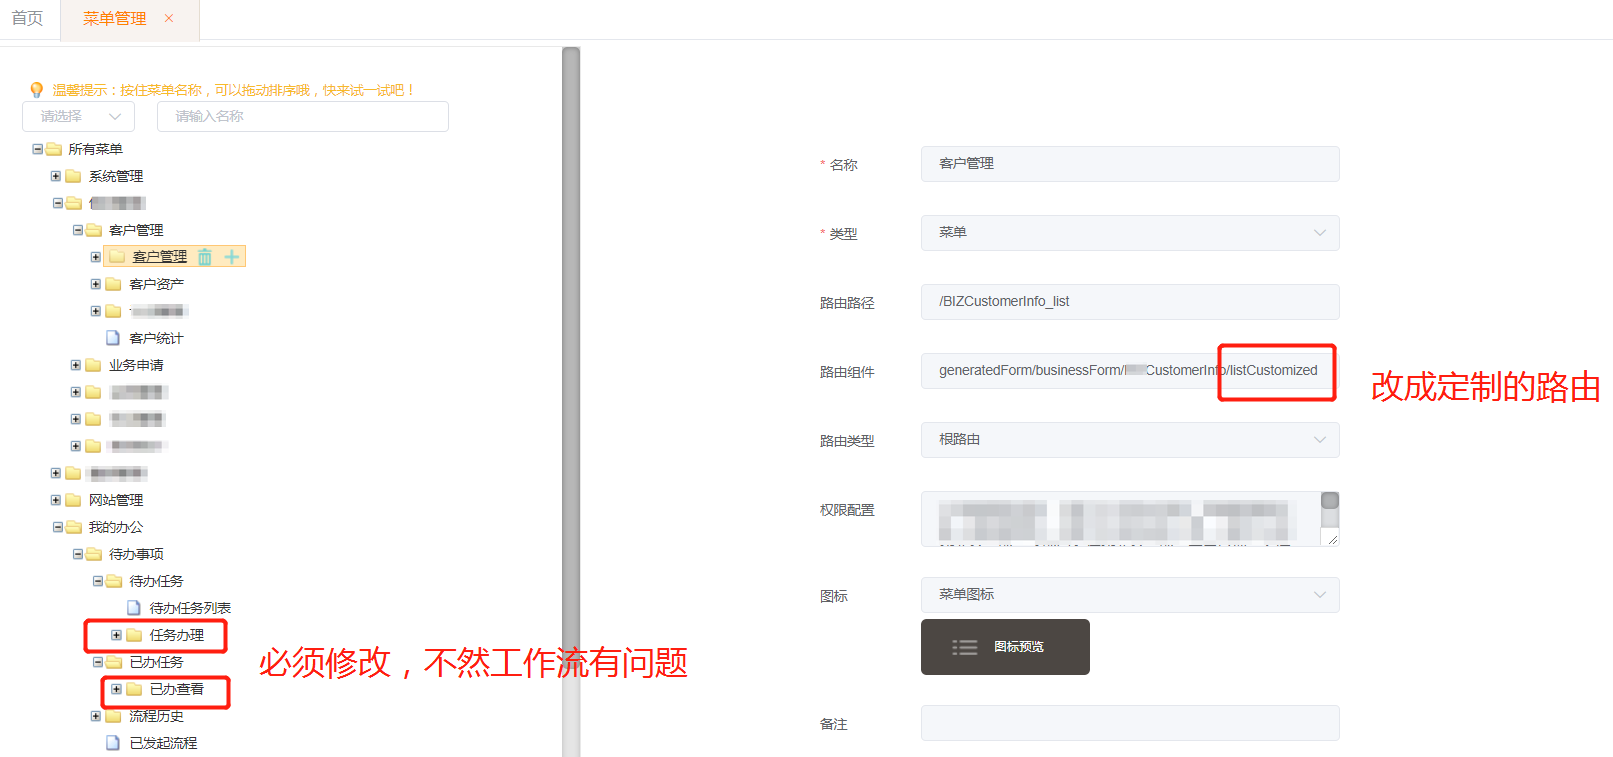 首页
菜单管理 ×
温馨提示：按住菜单名称，可以拖动排序哦，快来试一试吧！
请选择
请输入名称
所有菜单
系统管理
客户管理
客户管理
客户资产
客户统计
业务申请
网站管理
我的办公
待办事项
待办任务
待办任务列表
任务办理
已办任务
已办查看
流程历史
已发起流程
必须修改，不然工作流有问题
* 名称
客户管理
* 类型
菜单
路由路径
/BIZCustomerInfo_list
路由组件
generatedForm/businessForm/ CustomerInfo/listCustomized
改成定制的路由
路由类型
根路由
权限配置
图标
菜单图标
图标预览
备注